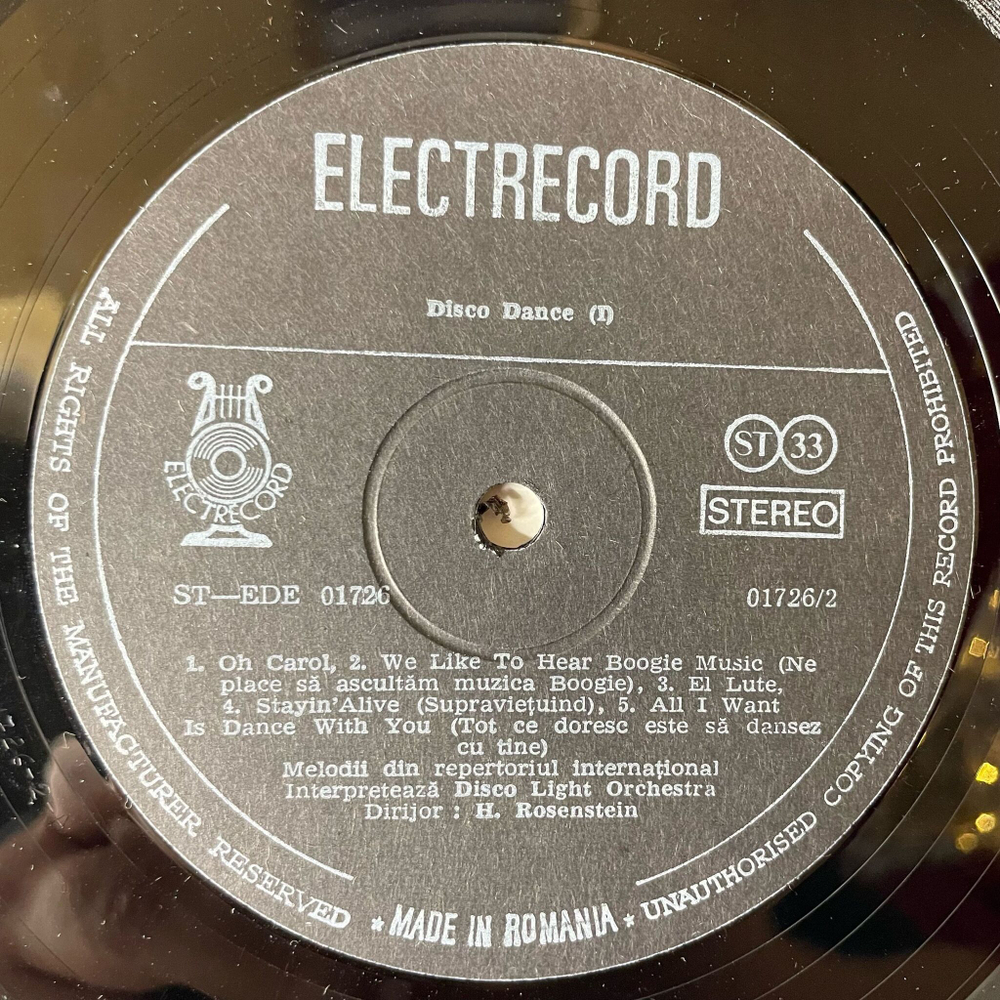 ELECTRECORD
Disco Dance (I)
ELECTRECORD
ST 33
STEREO
ST—EDE 01726
01726/2
1. Oh Carol, 2. We Like To Hear Boogie Music (Ne
place să ascultăm muzica Boogie), 3. El Lute,
4. Stayin'Alive (Supraviețuind), 5. All I Want
Is Dance With You (Tot ce doresc este să dansez
cu tine)
Melodii din repertoriul internațional
Interpretează Disco Light Orchestra
Dirijor : H. Rosenstein
ALL RIGHTS OF THE MANUFACTURER RESERVED * MADE IN ROMANIA * UNAUTHORISED COPYING OF THIS RECORD PROHIBITED